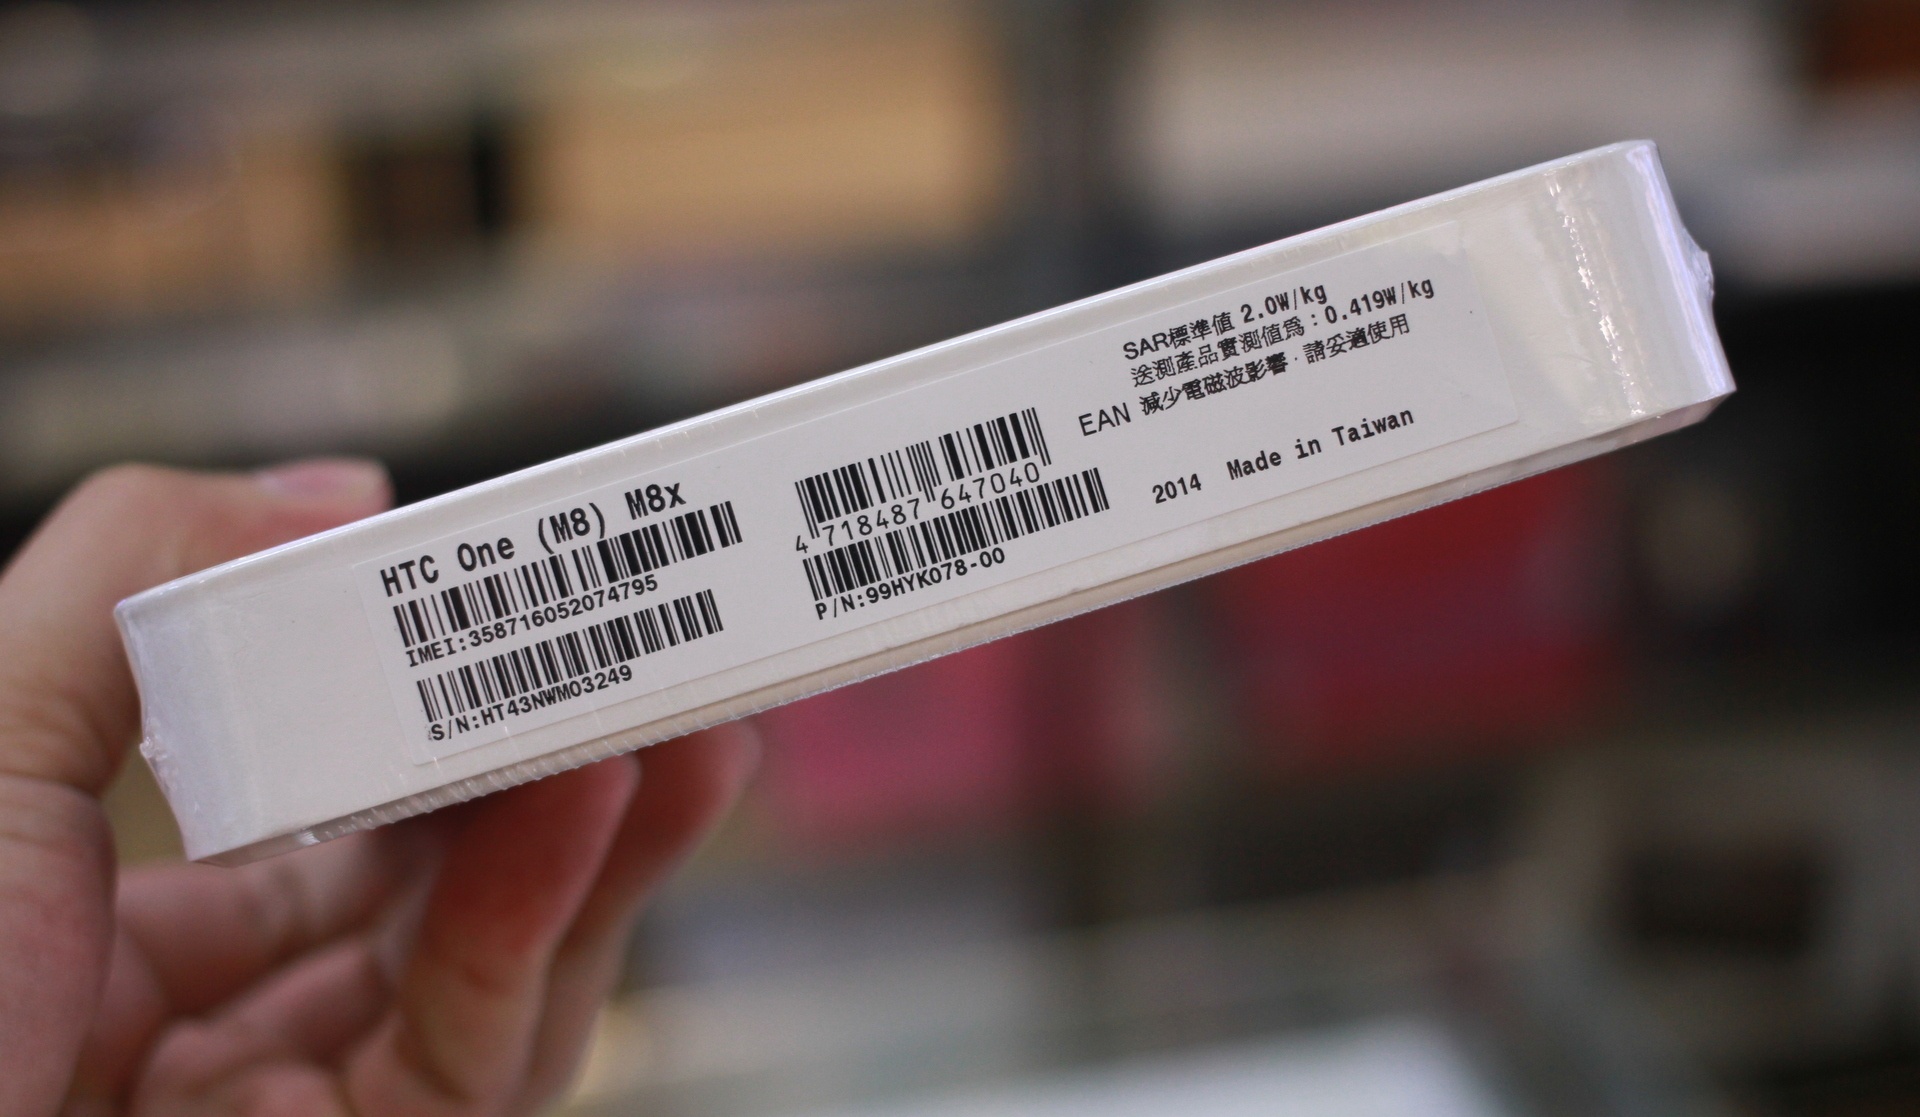 HTC One (M8) M8x
IMEI:358716052074795
S/N:HT43NWM03249
4 718487 647040
EAN
P/N:99HYK078-00
SAR標準值 2.0W/kg
送測產品實測值為：0.419W/kg
減少電磁波影響．請妥適使用
2014 Made in Taiwan